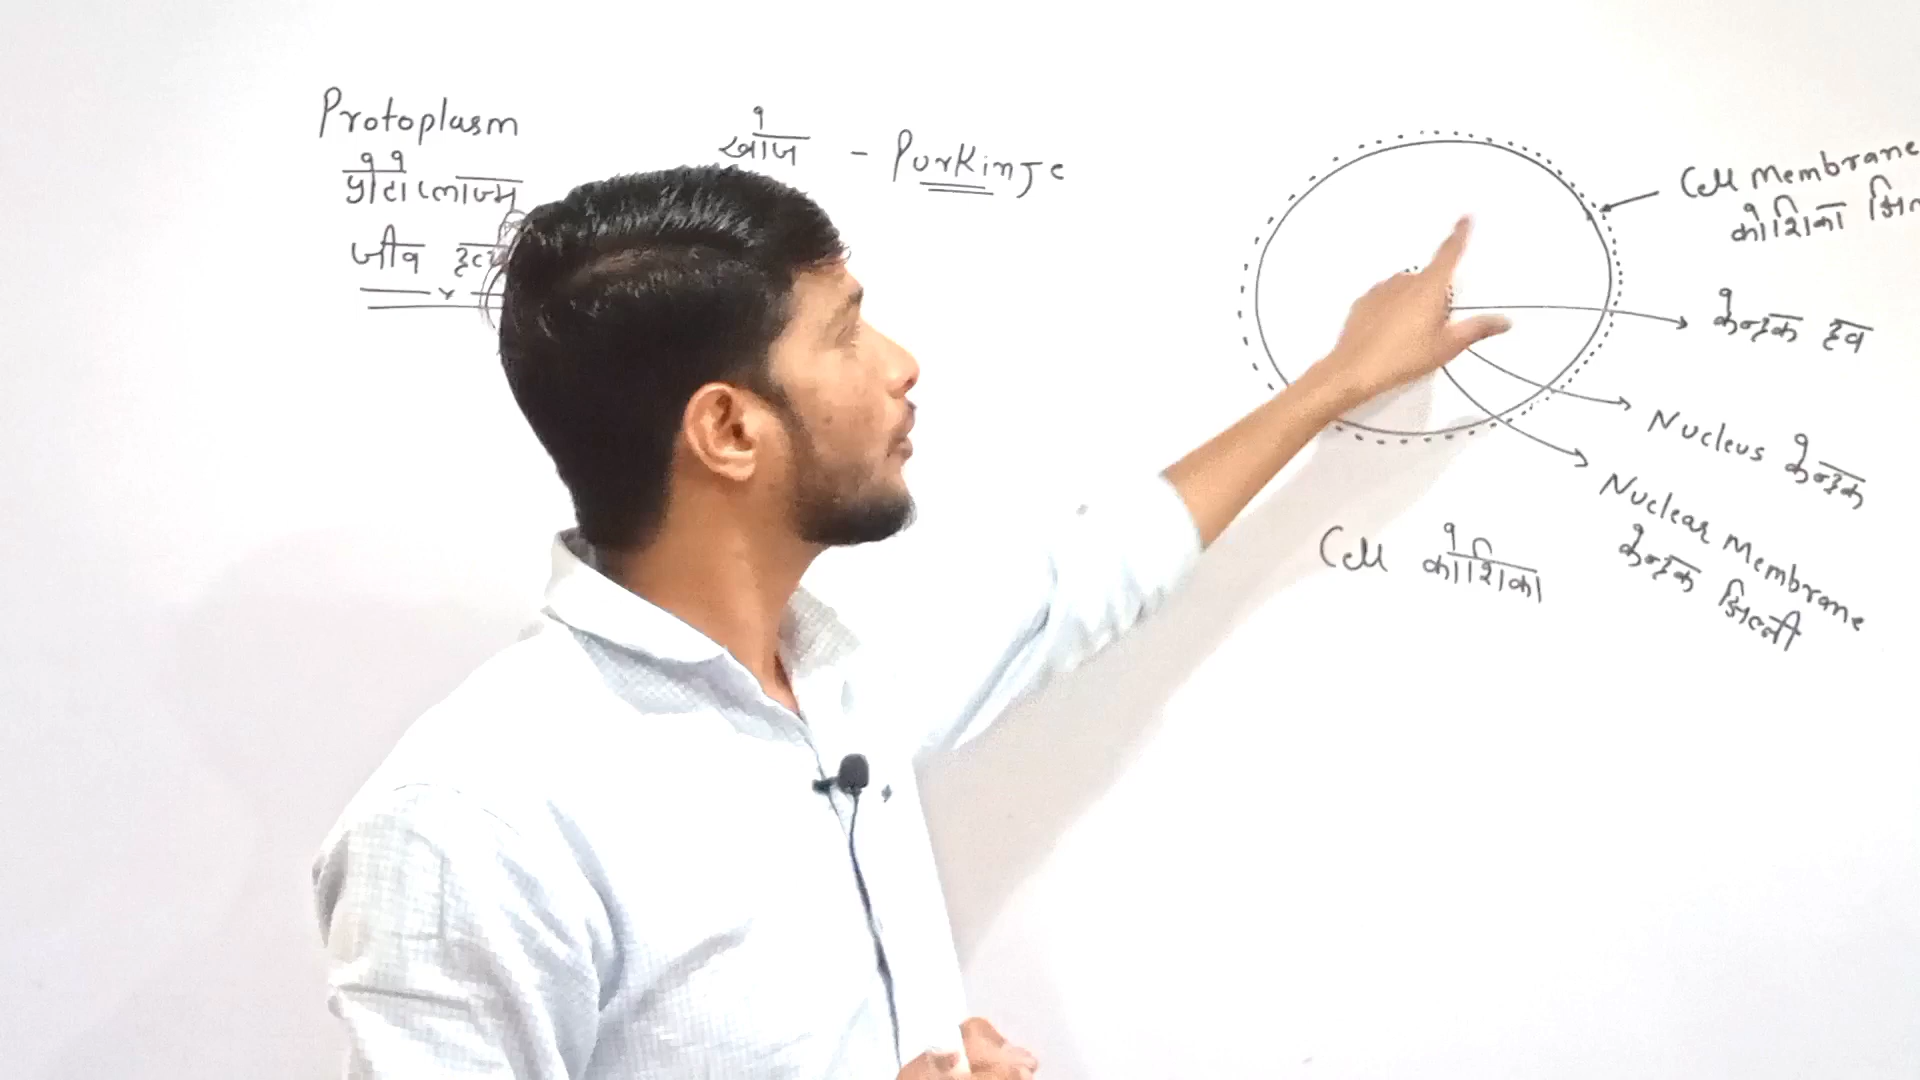 Protoplasm
प्रोटोप्लाज्म
जीव
खोज - Purkinje
Cell Membrane
कोशिका
केन्द्रक द्रव
Nucleus केन्द्रक
Nuclear Membrane
केन्द्रक झिल्ली
Cell कोशिका